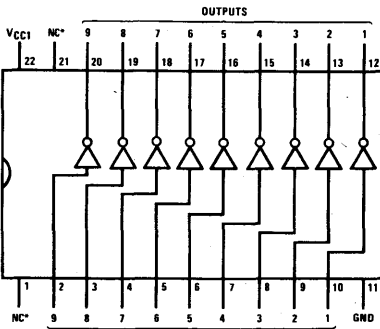 OUTPUTS
VCC1 NC* 9 8 7 6 5 4 3 2 1
22 21 20 19 18 17 16 15 14 13 12
1 2 3 4 5 6 7 8 9 10 11
NC* 9 8 7 6 5 4 3 2 1 GND